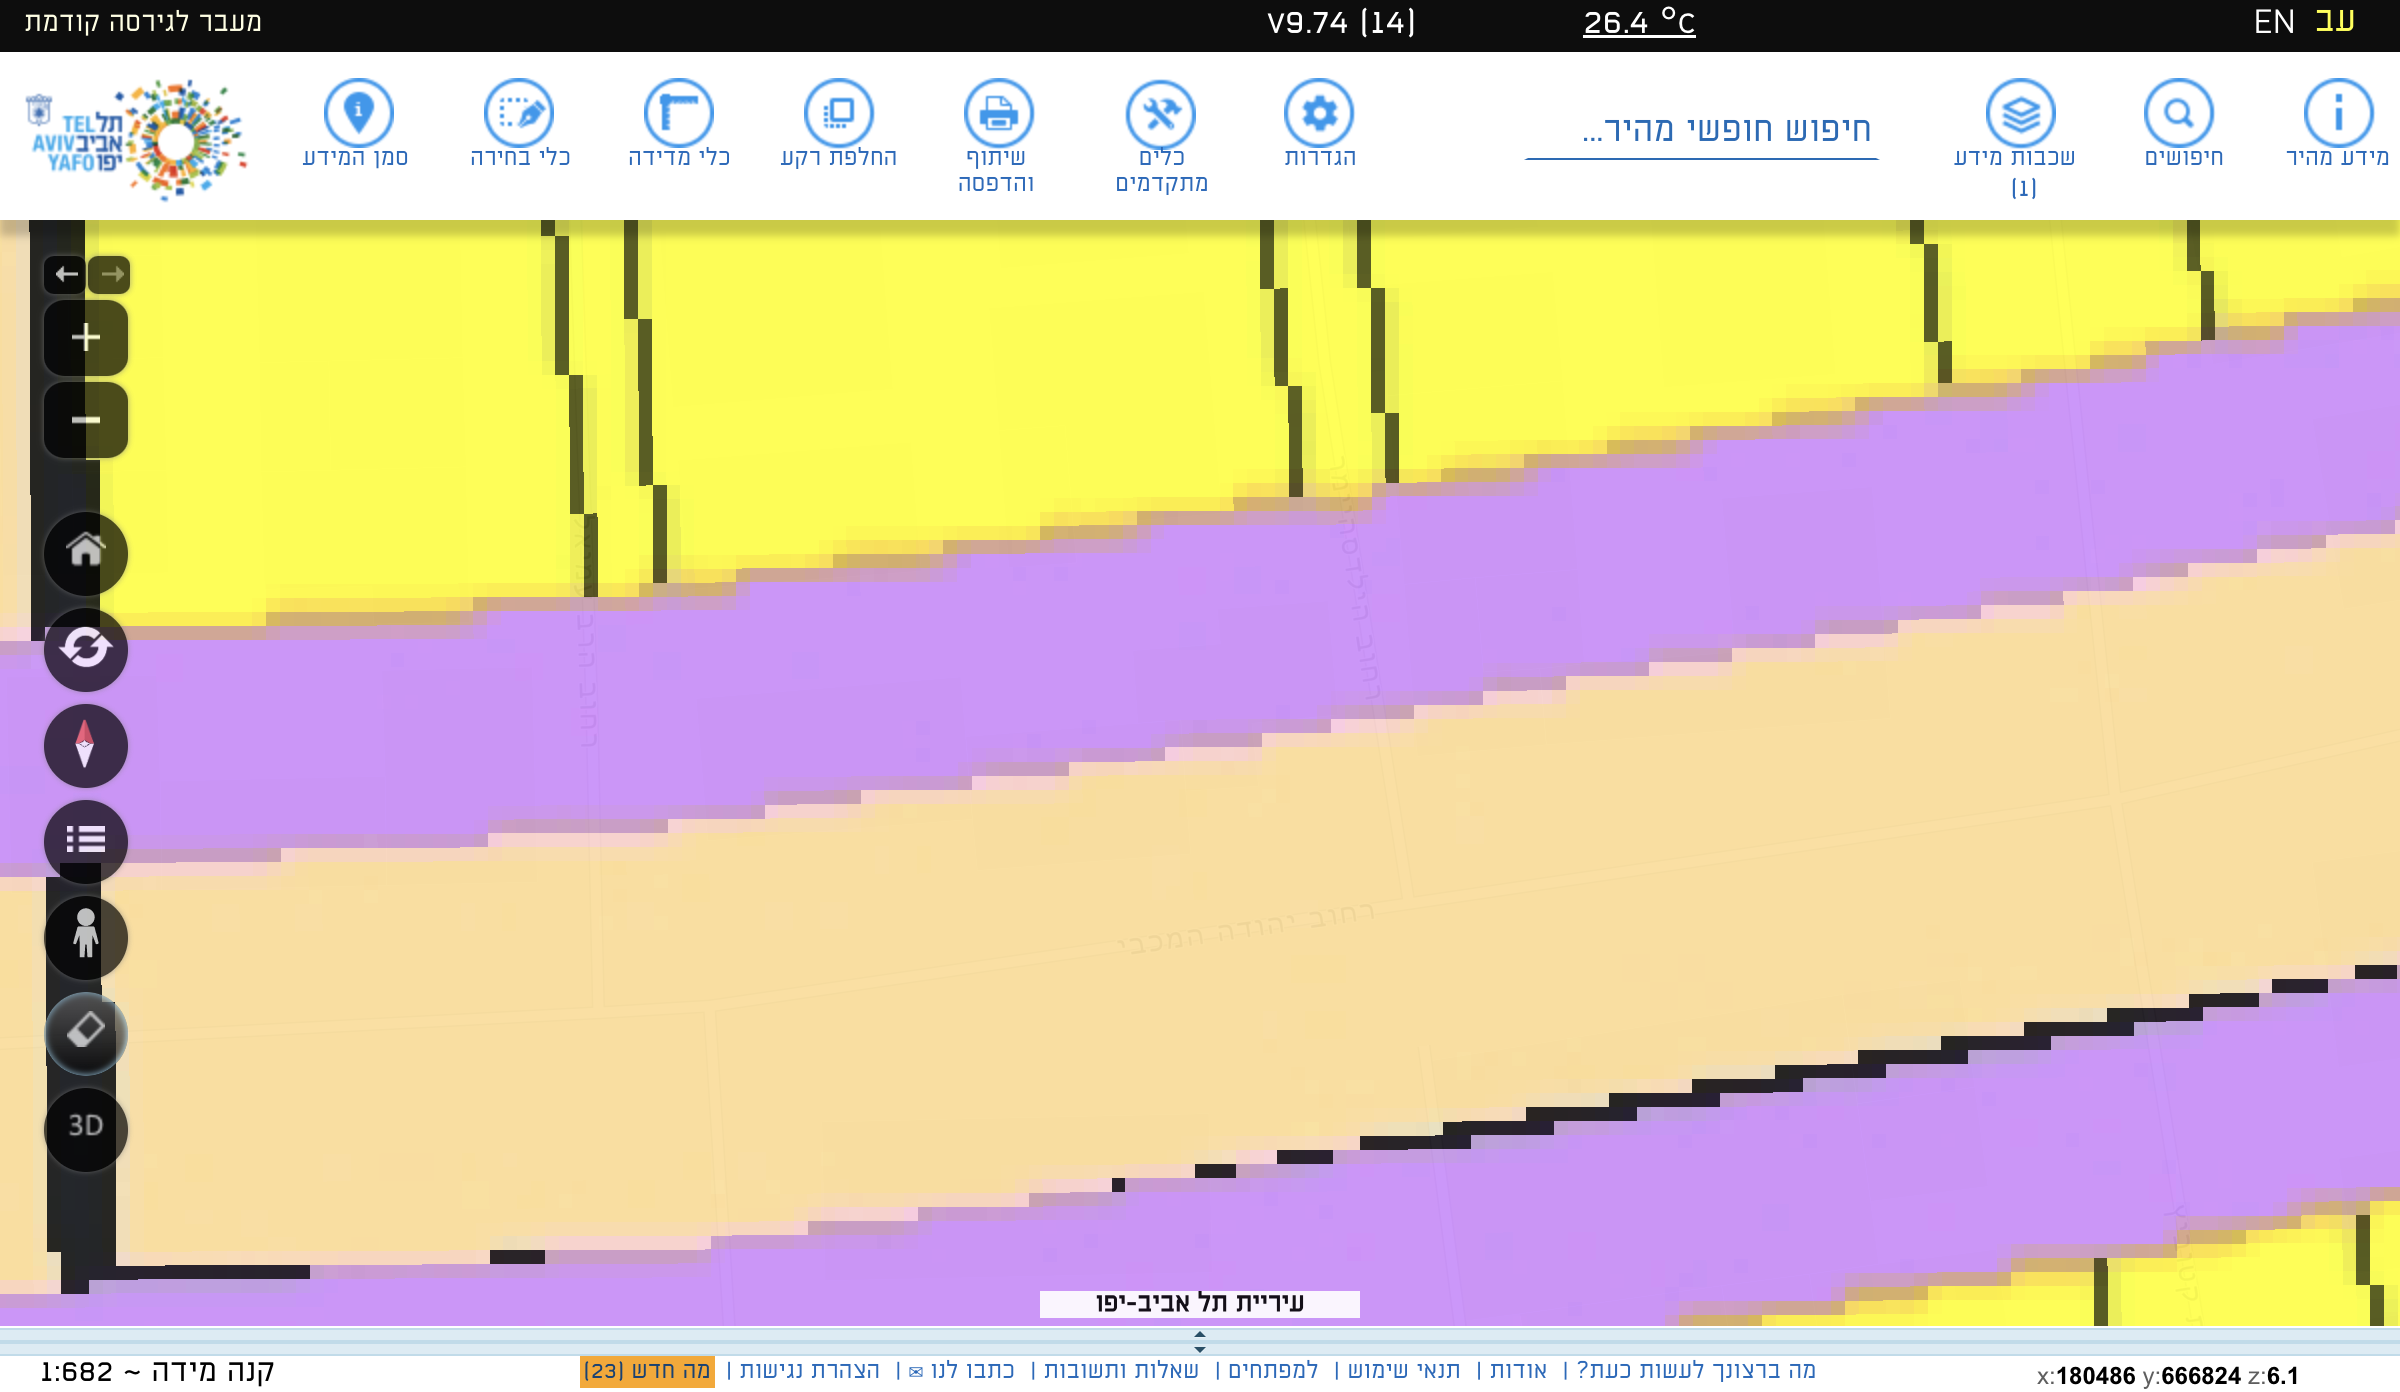 עב EN
26.4 °C
V9.74 (14)
מעבר לגירסה קודמת
מידע מהיר
חיפושים
שכבות מידע
(1)
חיפוש חופשי מהיר...
הגדרות
כלים
מתקדמים
שיתוף
והדפסה
החלפת רקע
כלי מדידה
כלי בחירה
סמן המידע
תל TEL
אביב AVIV
יפו YAFO
רחוב יהודה המכבי
3D
עיריית תל אביב-יפו
מה ברצונך לעשות כעת? | אודות | תנאי שימוש | למפתחים | שאלות ותשובות | כתבו לנו ✉ | הצהרת נגישות | מה חדש (23)
קנה מידה ~ 1:682
x:180486 y:666824 z:6.1